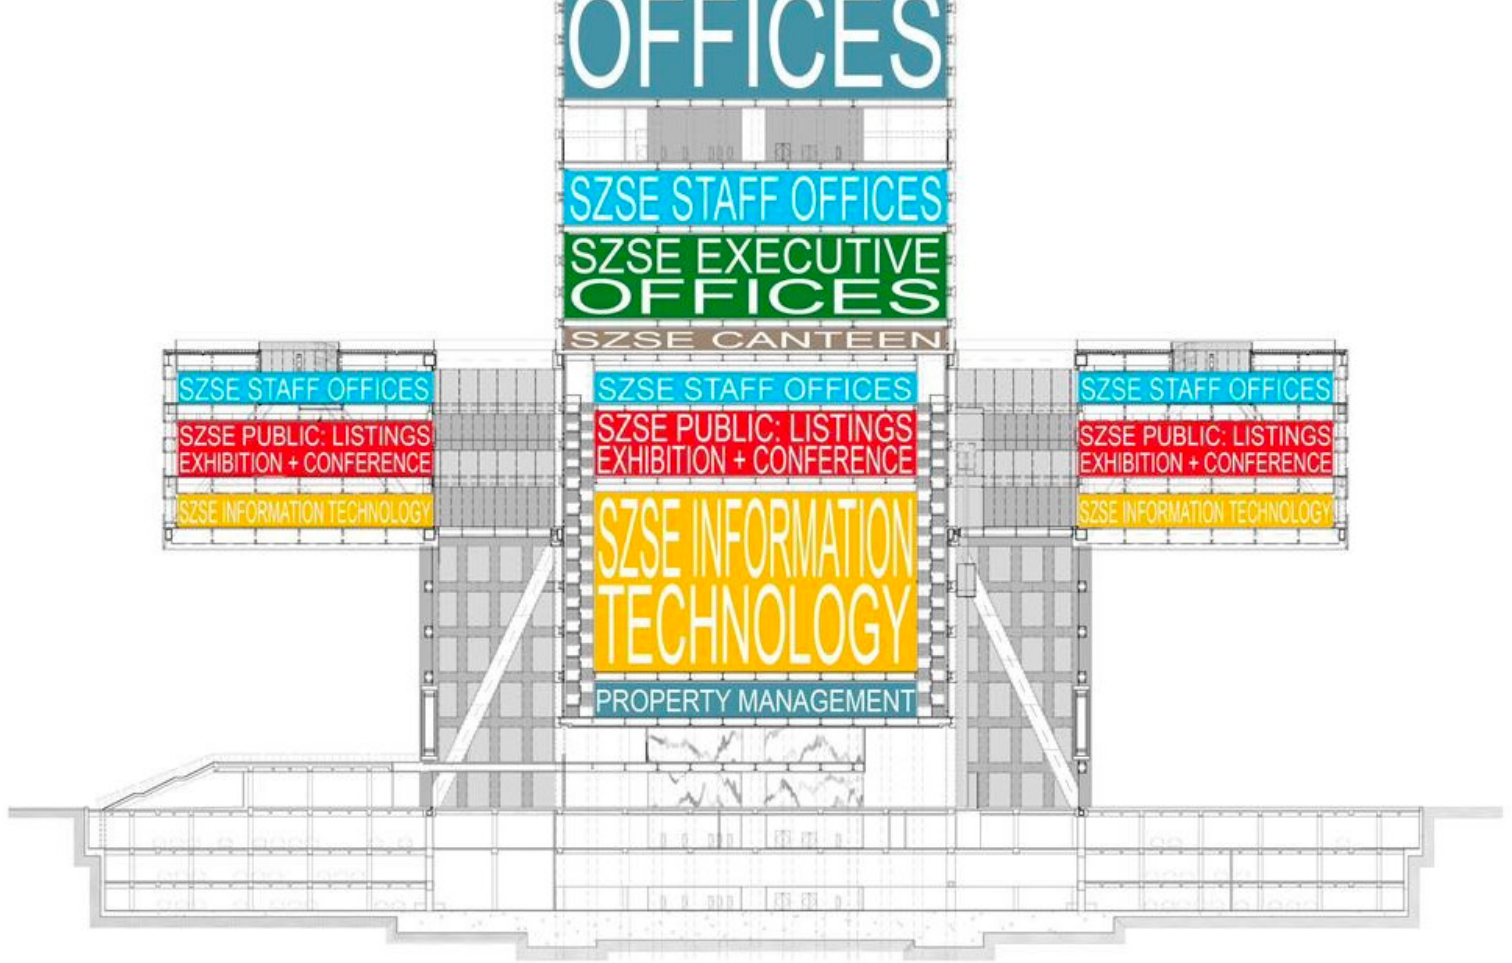 OFFICES
SZSE STAFF OFFICES
SZSE EXECUTIVE
OFFICES
SZSE CANTEEN
SZSE STAFF OFFICES
SZSE PUBLIC: LISTINGS
EXHIBITION + CONFERENCE
SZSE INFORMATION TECHNOLOGY
SZSE STAFF OFFICES
SZSE PUBLIC: LISTINGS
EXHIBITION + CONFERENCE
SZSE INFORMATION
TECHNOLOGY
PROPERTY MANAGEMENT
SZSE STAFF OFFICES
SZSE PUBLIC: LISTINGS
EXHIBITION + CONFERENCE
SZSE INFORMATION TECHNOLOGY